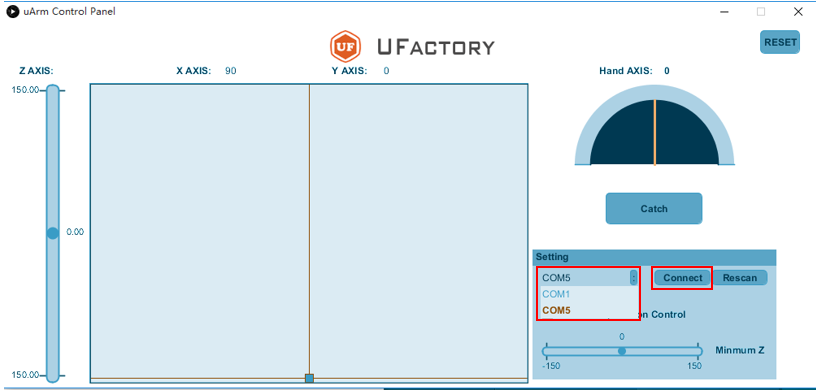 uArm Control Panel
UF UFACTORY
RESET
Z AXIS:
X AXIS: 90
Y AXIS: 0
Hand AXIS: 0
150.00
0.00
150.00
Catch
Setting
COM5
Connect
Rescan
COM1
COM5
on Control
0
-150
150
Minmum Z